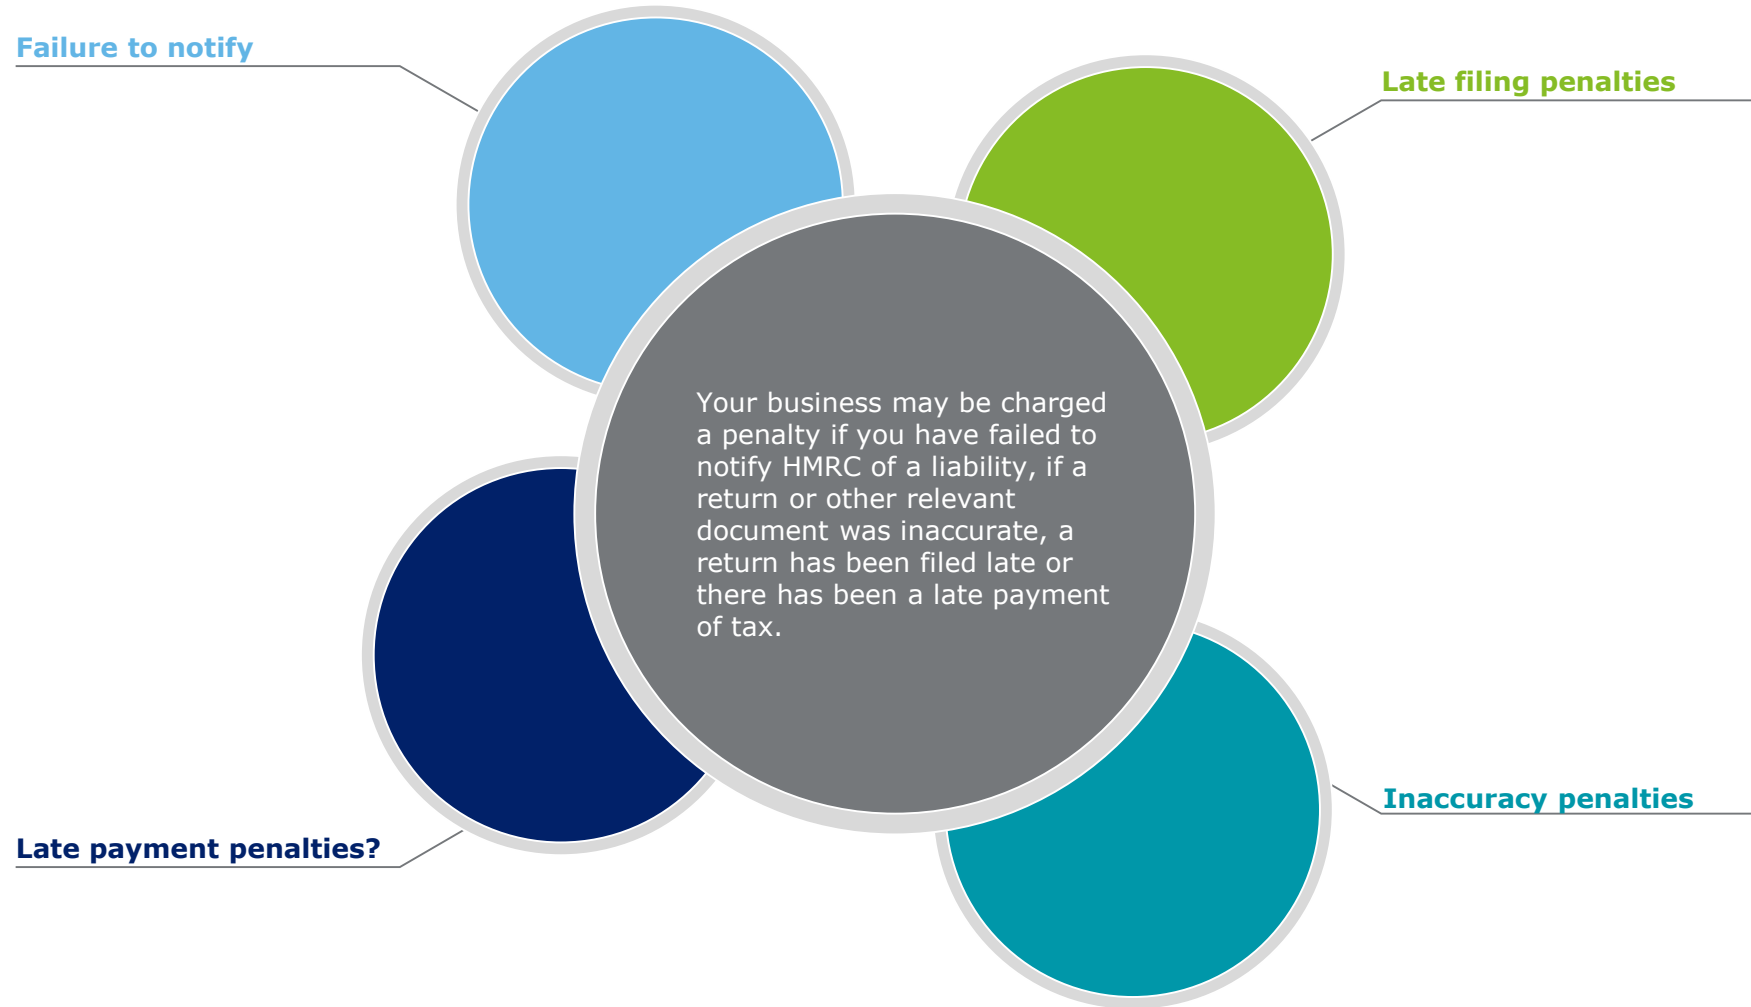 Failure to notify
Late filing penalties
Your business may be charged
a penalty if you have failed to
notify HMRC of a liability, if a
return or other relevant
document was inaccurate, a
return has been filed late or
there has been a late payment
of tax.
Inaccuracy penalties
Late payment penalties?